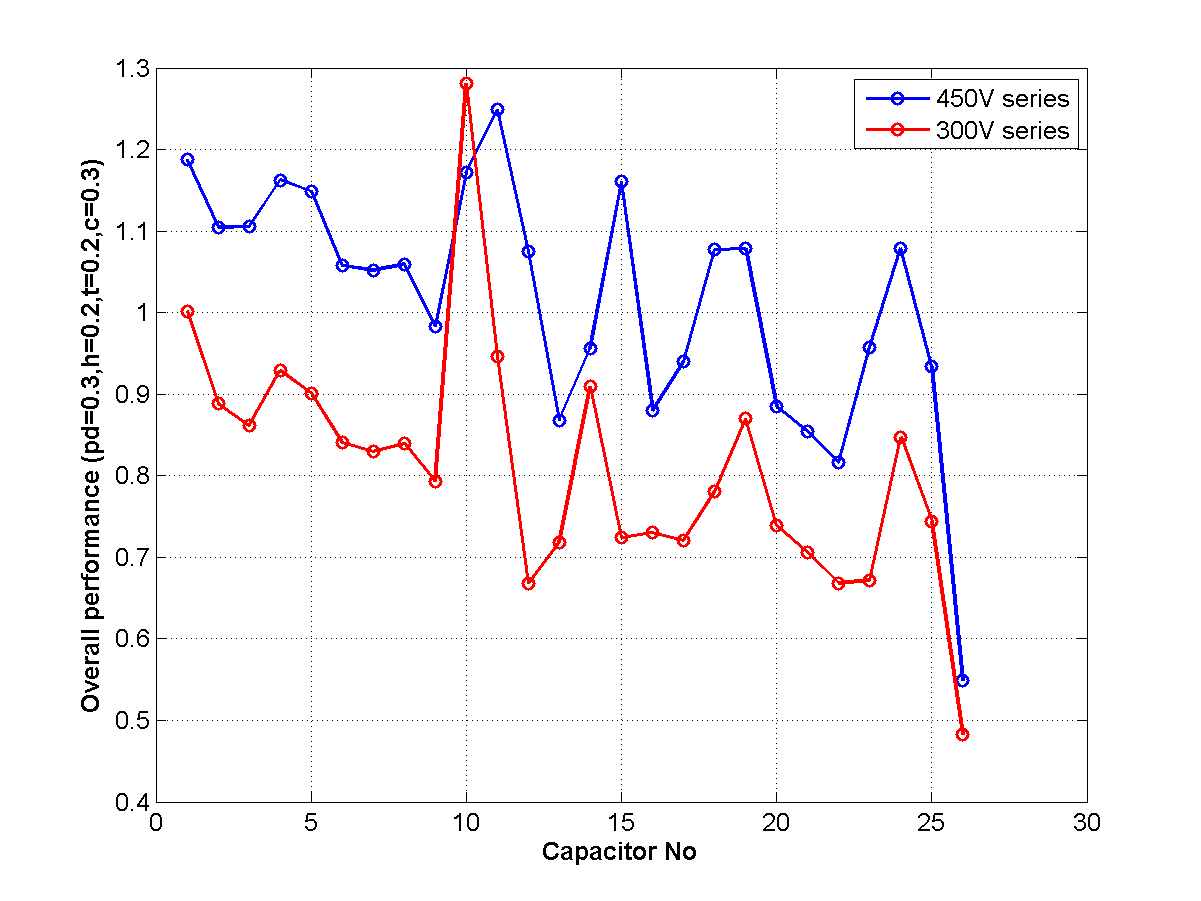 450V series
300V series
1.3
1.2
1.1
1
0.9
0.8
0.7
0.6
0.5
0.4
Overall performance (pd=0.3,h=0.2,t=0.2,c=0.3)
0 5 10 15 20 25 30
Capacitor No